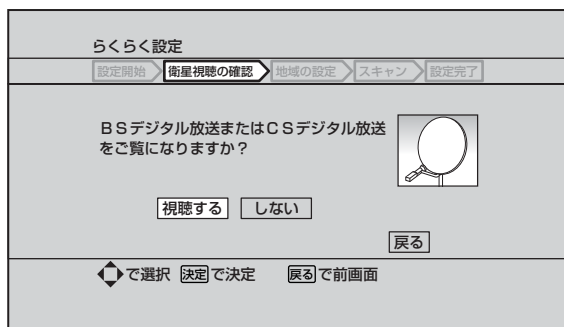 らくらく設定
設定開始 衛星視聴の確認 地域の設定 スキャン 設定完了
BSデジタル放送またはCSデジタル放送
をご覧になりますか?
視聴する しない
戻る
で選択 決定で決定 戻るで前画面